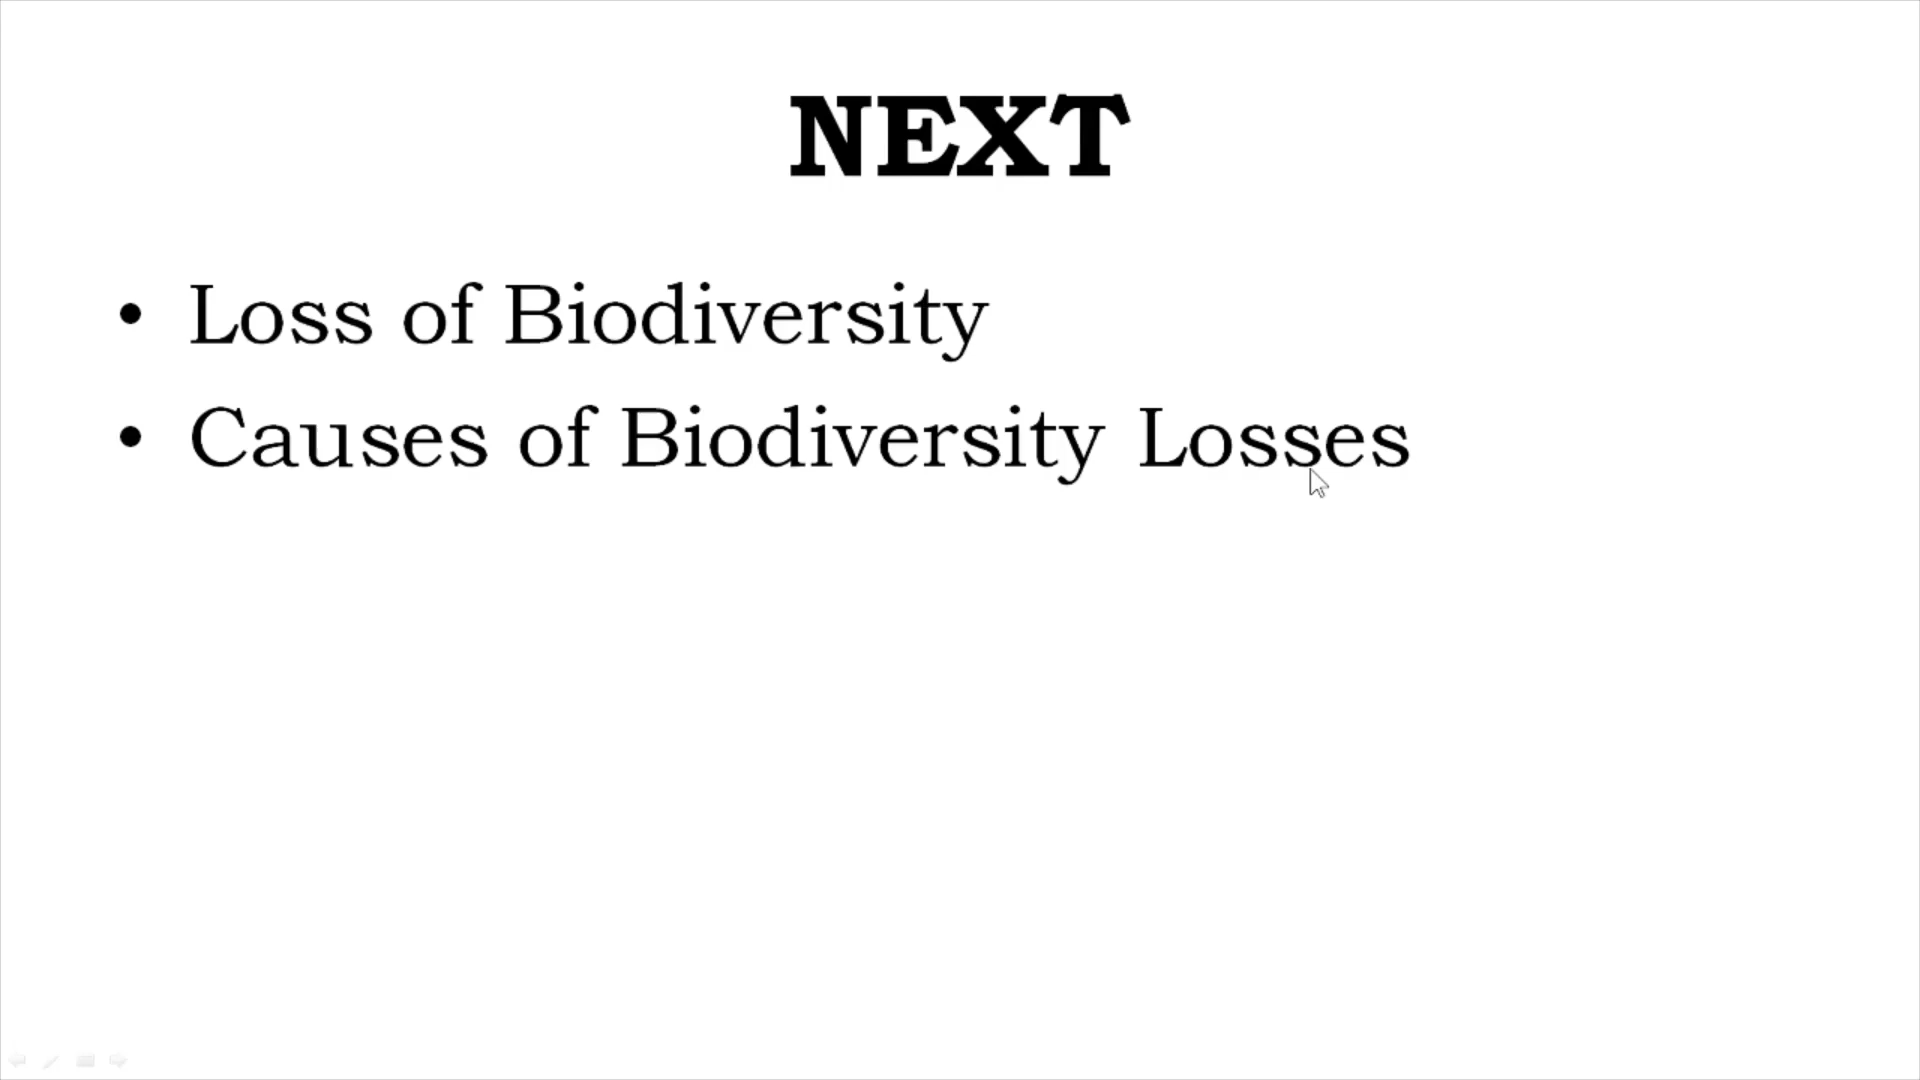 NEXT
• Loss of Biodiversity
• Causes of Biodiversity Losses